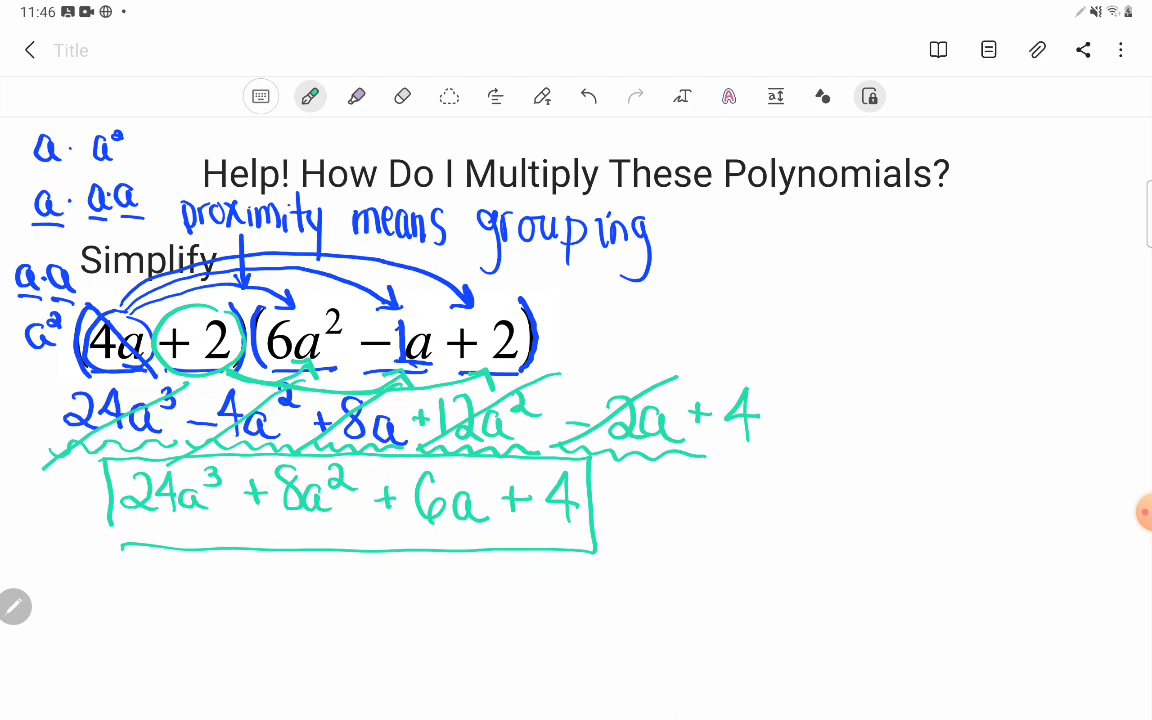 11:46
Title
a · a²
Help! How Do I Multiply These Polynomials?
a · a·a
proximity means grouping
Simplify
a·a
a²
(4a + 2)(6a² − 1a + 2)
24a³ − 4a² + 8a + 12a² − 2a + 4
24a³ + 8a² + 6a + 4